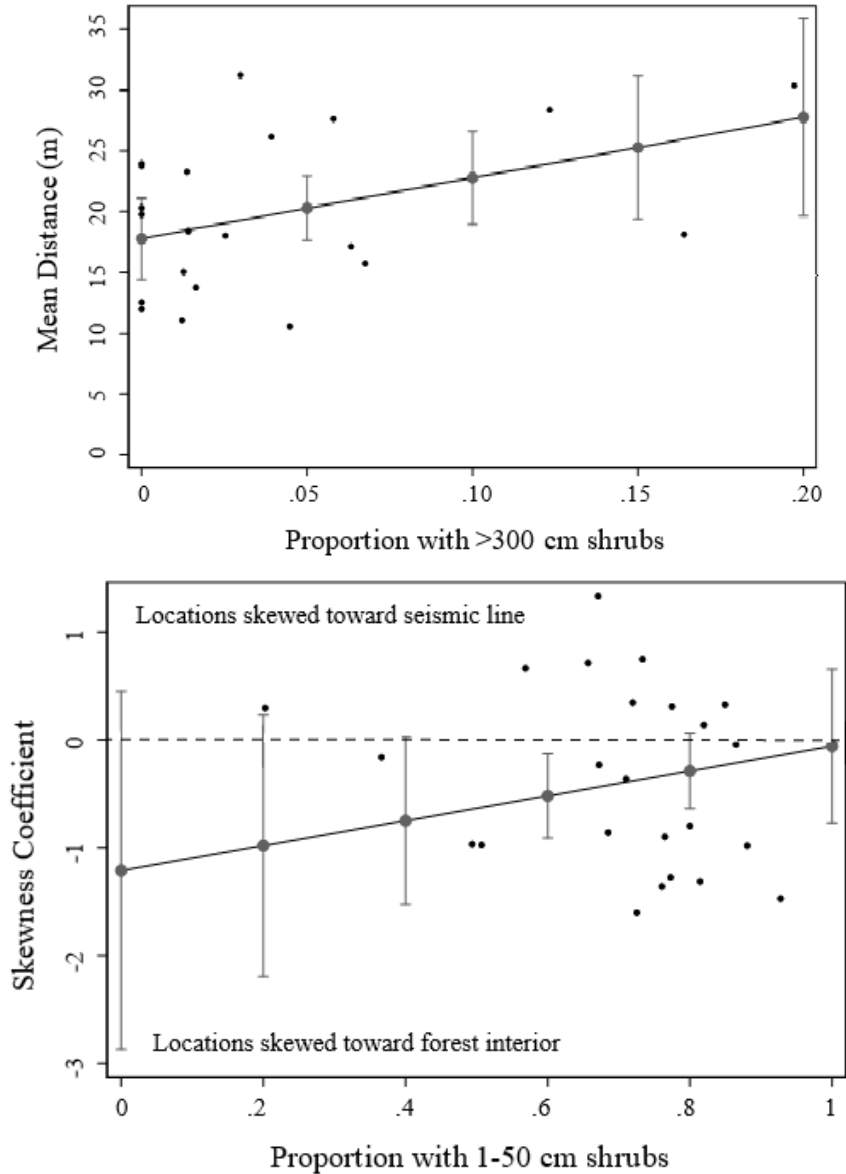 35
30
25
20
15
10
5
0
Mean Distance (m)
0 .05 .10 .15 .20
Proportion with >300 cm shrubs
Locations skewed toward seismic line
1
0
-1
-2
-3
Skewness Coefficient
Locations skewed toward forest interior
0 .2 .4 .6 .8 1
Proportion with 1-50 cm shrubs